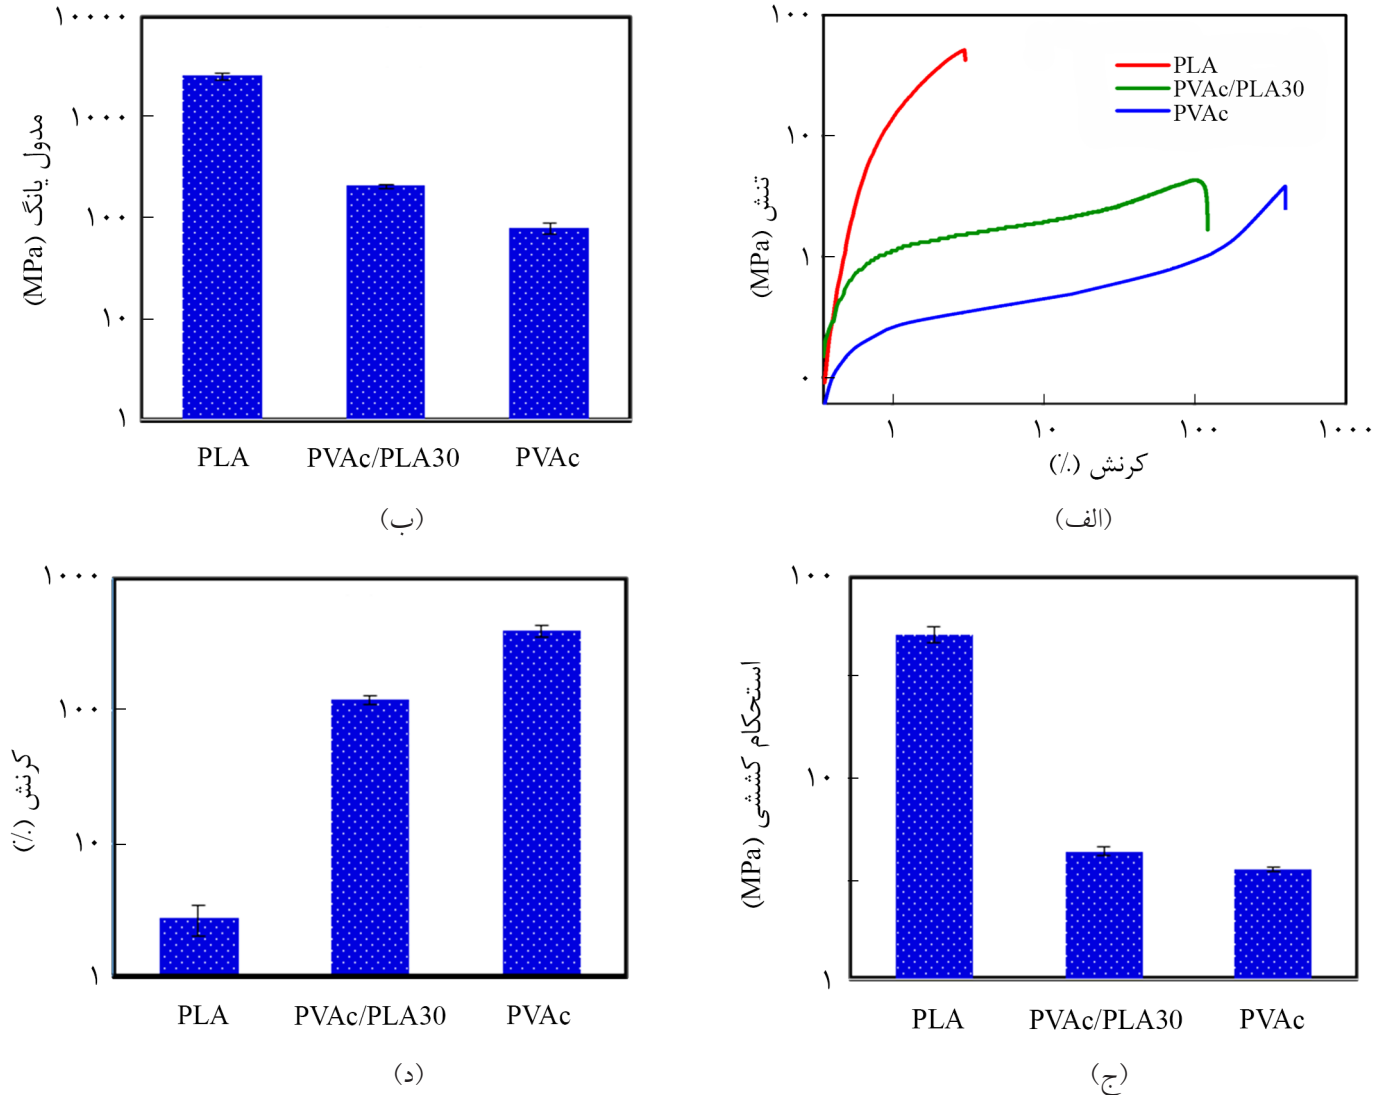 ۱۰۰
۱۰
۱
۰
تنش (MPa)
PLA
PVAc/PLA30
PVAc
۱ ۱۰ ۱۰۰ ۱۰۰۰
کرنش (٪)
(الف)
۱۰۰۰۰
۱۰۰۰
۱۰۰
۱۰
۱
مدول یانگ (MPa)
PLA PVAc/PLA30 PVAc
(ب)
۱۰۰
۱۰
۱
استحکام کششی (MPa)
PLA PVAc/PLA30 PVAc
(ج)
۱۰۰۰
۱۰۰
۱۰
۱
کرنش (٪)
PLA PVAc/PLA30 PVAc
(د)